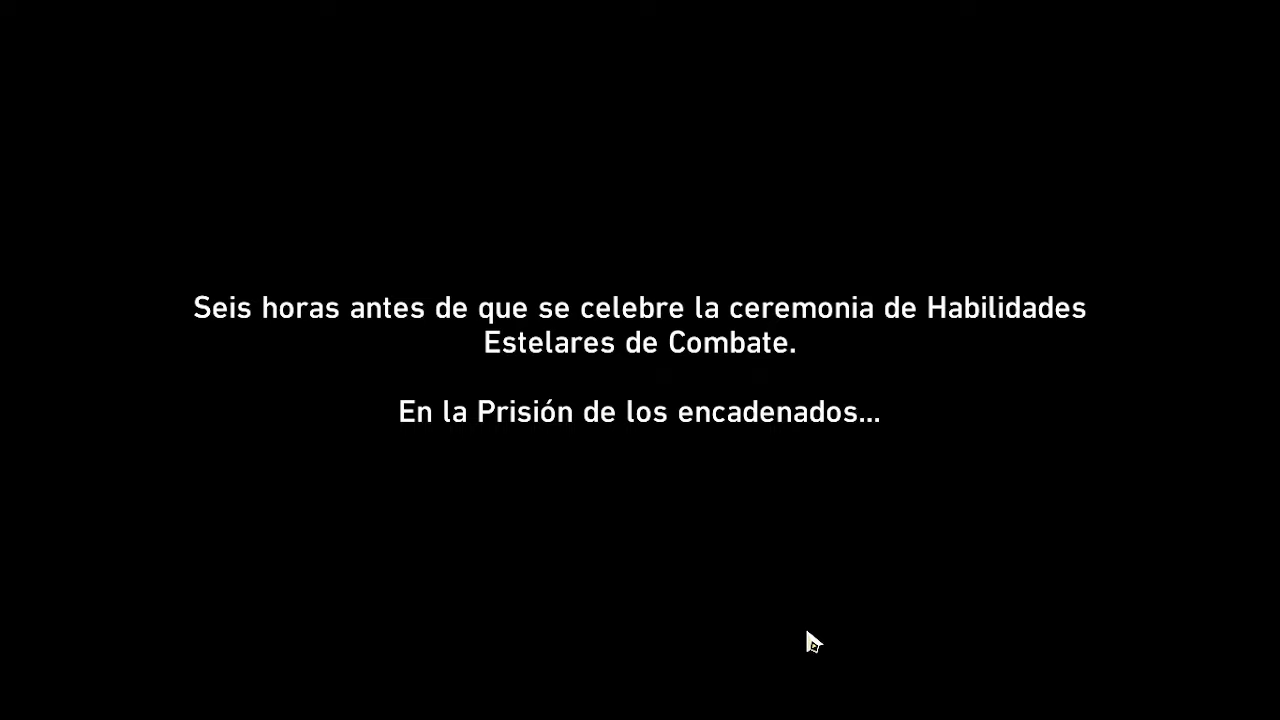 Seis horas antes de que se celebre la ceremonia de Habilidades
Estelares de Combate.
En la Prisión de los encadenados...